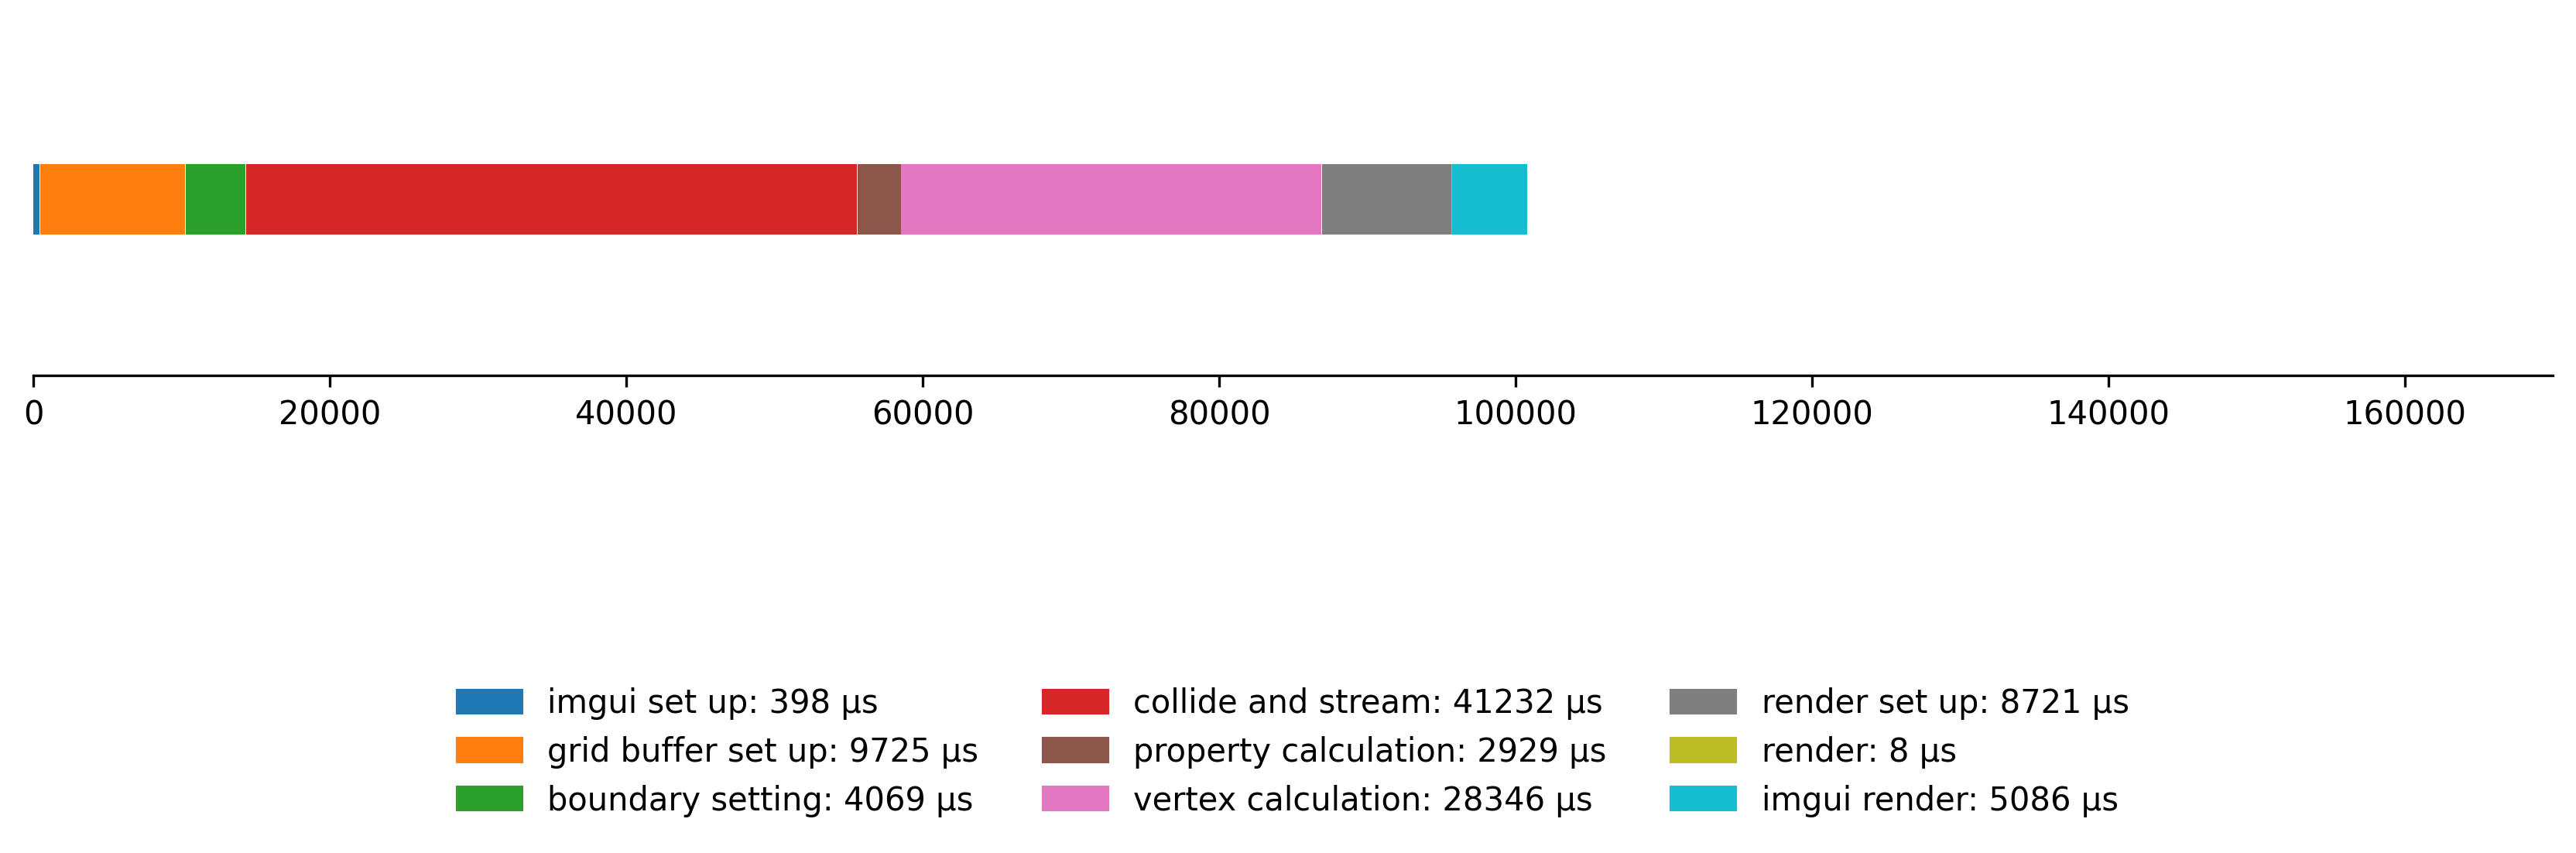 0 20000 40000 60000 80000 100000 120000 140000 160000
imgui set up: 398 µs
grid buffer set up: 9725 µs
boundary setting: 4069 µs
collide and stream: 41232 µs
property calculation: 2929 µs
vertex calculation: 28346 µs
render set up: 8721 µs
render: 8 µs
imgui render: 5086 µs